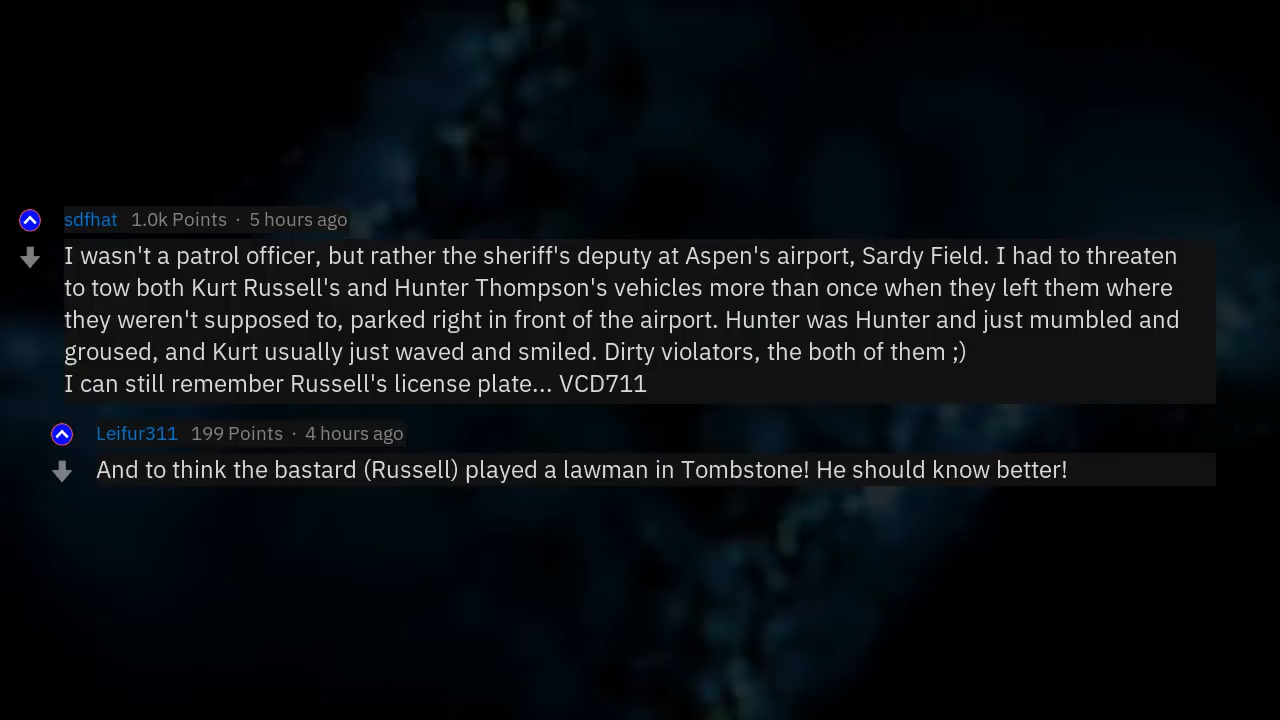 sdfhat 1.0k Points · 5 hours ago
I wasn't a patrol officer, but rather the sheriff's deputy at Aspen's airport, Sardy Field. I had to threaten
to tow both Kurt Russell's and Hunter Thompson's vehicles more than once when they left them where
they weren't supposed to, parked right in front of the airport. Hunter was Hunter and just mumbled and
groused, and Kurt usually just waved and smiled. Dirty violators, the both of them ;)
I can still remember Russell's license plate... VCD711
Leifur311 199 Points · 4 hours ago
And to think the bastard (Russell) played a lawman in Tombstone! He should know better!